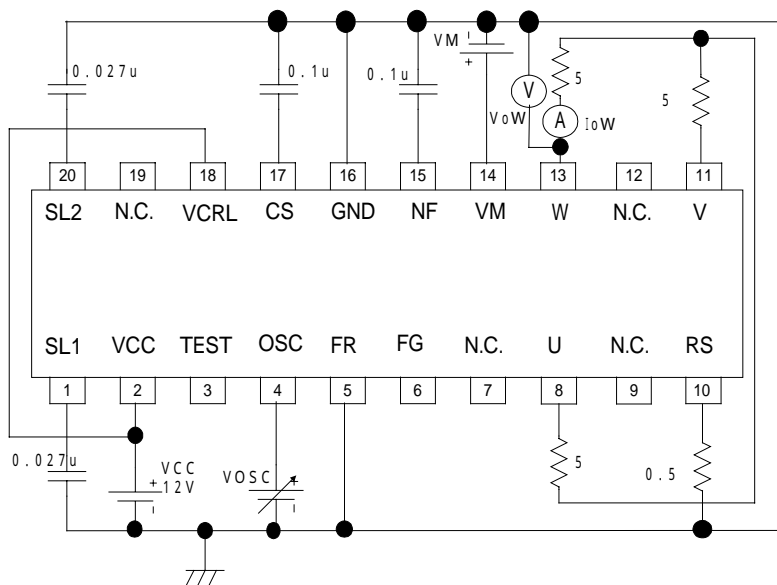 VM
-
+
0.027u
0.1u
0.1u
V
5
5
VoW
A
IoW
20 19 18 17 16 15 14 13 12 11
SL2 N.C. VCRL CS GND NF VM W N.C. V
SL1 VCC TEST OSC FR FG N.C. U N.C. RS
1 2 3 4 5 6 7 8 9 10
0.027u
VCC
+
12V
-
VOSC
+
-
5
0.5